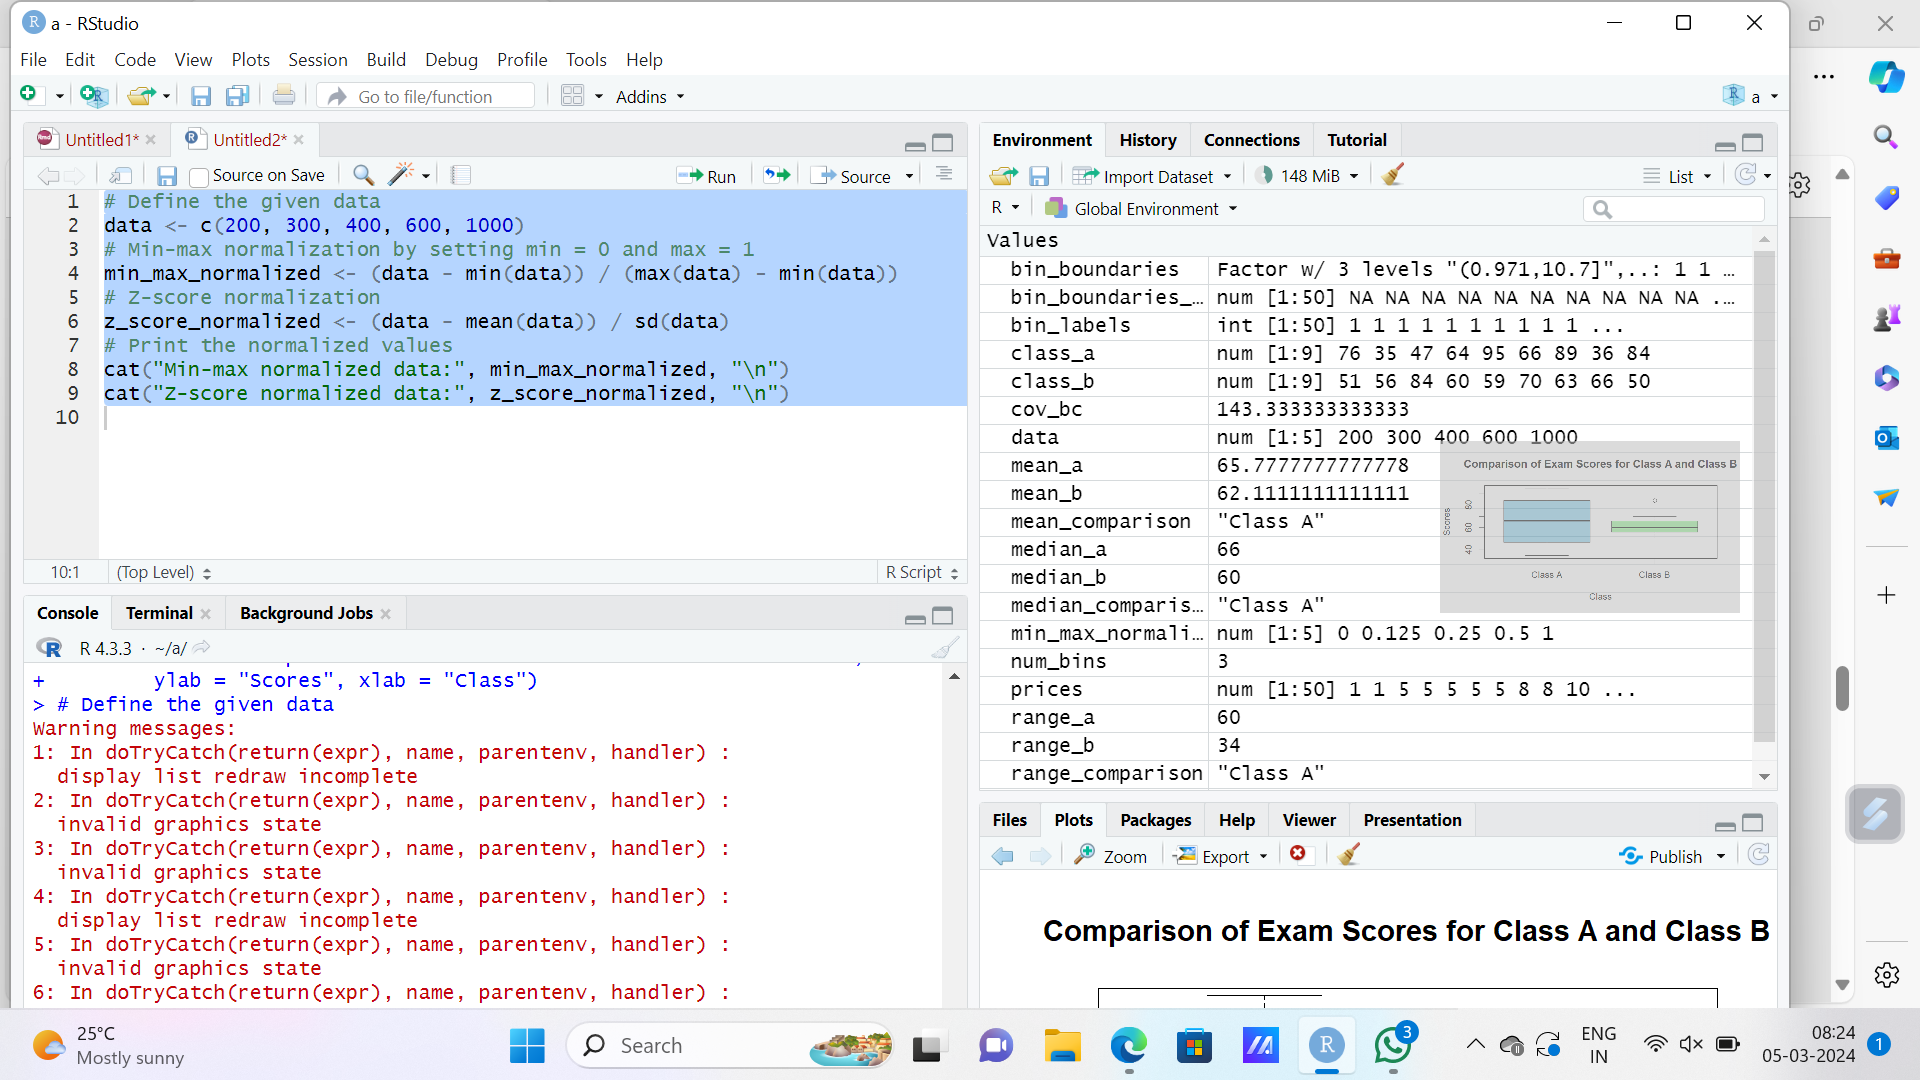 a - RStudio
File Edit Code View Plots Session Build Debug Profile Tools Help
Go to file/function Addins a
Untitled1* Untitled2*
Source on Save Run Source
1 # Define the given data
2 data <- c(200, 300, 400, 600, 1000)
3 # Min-max normalization by setting min = 0 and max = 1
4 min_max_normalized <- (data - min(data)) / (max(data) - min(data))
5 # Z-score normalization
6 z_score_normalized <- (data - mean(data)) / sd(data)
7 # Print the normalized values
8 cat("Min-max normalized data:", min_max_normalized, "\n")
9 cat("Z-score normalized data:", z_score_normalized, "\n")
10
10:1 (Top Level) R Script
Console Terminal Background Jobs
R 4.3.3 · ~/a/
+ ylab = "Scores", xlab = "Class")
> # Define the given data
Warning messages:
1: In doTryCatch(return(expr), name, parentenv, handler) :
display list redraw incomplete
2: In doTryCatch(return(expr), name, parentenv, handler) :
invalid graphics state
3: In doTryCatch(return(expr), name, parentenv, handler) :
invalid graphics state
4: In doTryCatch(return(expr), name, parentenv, handler) :
display list redraw incomplete
5: In doTryCatch(return(expr), name, parentenv, handler) :
invalid graphics state
6: In doTryCatch(return(expr), name, parentenv, handler) :
Environment History Connections Tutorial
Import Dataset 148 MiB List
R Global Environment
Values
bin_boundaries Factor w/ 3 levels "(0.971,10.7]",..: 1 1 …
bin_boundaries_… num [1:50] NA NA NA NA NA NA NA NA NA NA .…
bin_labels int [1:50] 1 1 1 1 1 1 1 1 1 1 ...
class_a num [1:9] 76 35 47 64 95 66 89 36 84
class_b num [1:9] 51 56 84 60 59 70 63 66 50
cov_bc 143.333333333333
data num [1:5] 200 300 400 600 1000
mean_a 65.7777777777778
mean_b 62.1111111111111
mean_comparison "Class A"
median_a 66
median_b 60
median_comparis… "Class A"
min_max_normali… num [1:5] 0 0.125 0.25 0.5 1
num_bins 3
prices num [1:50] 1 1 5 5 5 5 5 8 8 10 ...
range_a 60
range_b 34
range_comparison "Class A"
Comparison of Exam Scores for Class A and Class B
Scores
80
60
40
Class A Class B
Class
Files Plots Packages Help Viewer Presentation
Zoom Export Publish
Comparison of Exam Scores for Class A and Class B
25°C
Mostly sunny
Search
3
ENG
IN
08:24
05-03-2024
1